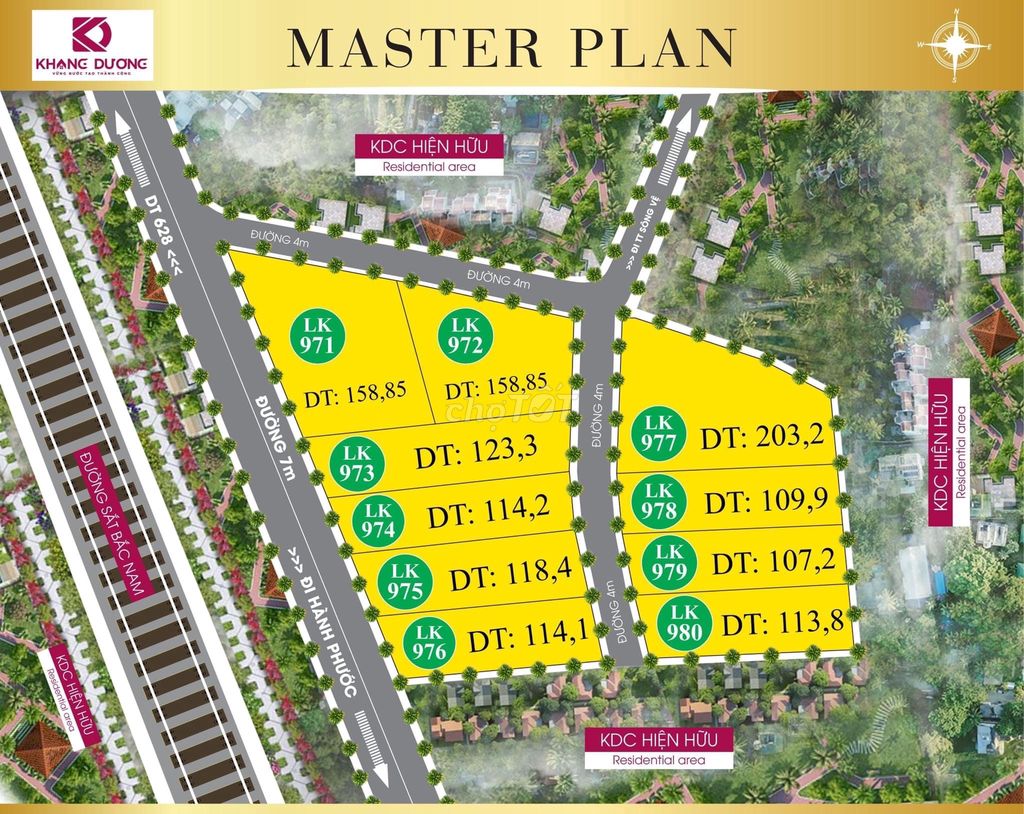 KHANG DƯƠNG
VỮNG BƯỚC TẠO THÀNH CÔNG
MASTER PLAN
N
W
E
S
KDC HIỆN HỮU
Residential area
DT 628 <<<
ĐƯỜNG 4m
ĐƯỜNG 4m
>>> ĐI TT SÔNG VỆ
LK
971
DT: 158,85
LK
972
DT: 158,85
chợTỐT
LK
973
DT: 123,3
LK
974
DT: 114,2
LK
975
DT: 118,4
LK
976
DT: 114,1
ĐƯỜNG 7m
>>> ĐI HÀNH PHƯỚC
ĐƯỜNG 4m
ĐƯỜNG 4m
LK
977
DT: 203,2
LK
978
DT: 109,9
LK
979
DT: 107,2
LK
980
DT: 113,8
KDC HIỆN HỮU
Residential area
ĐƯỜNG SẮT BẮC NAM
KDC HIỆN HỮU
Residential area
KDC HIỆN HỮU
Residential area